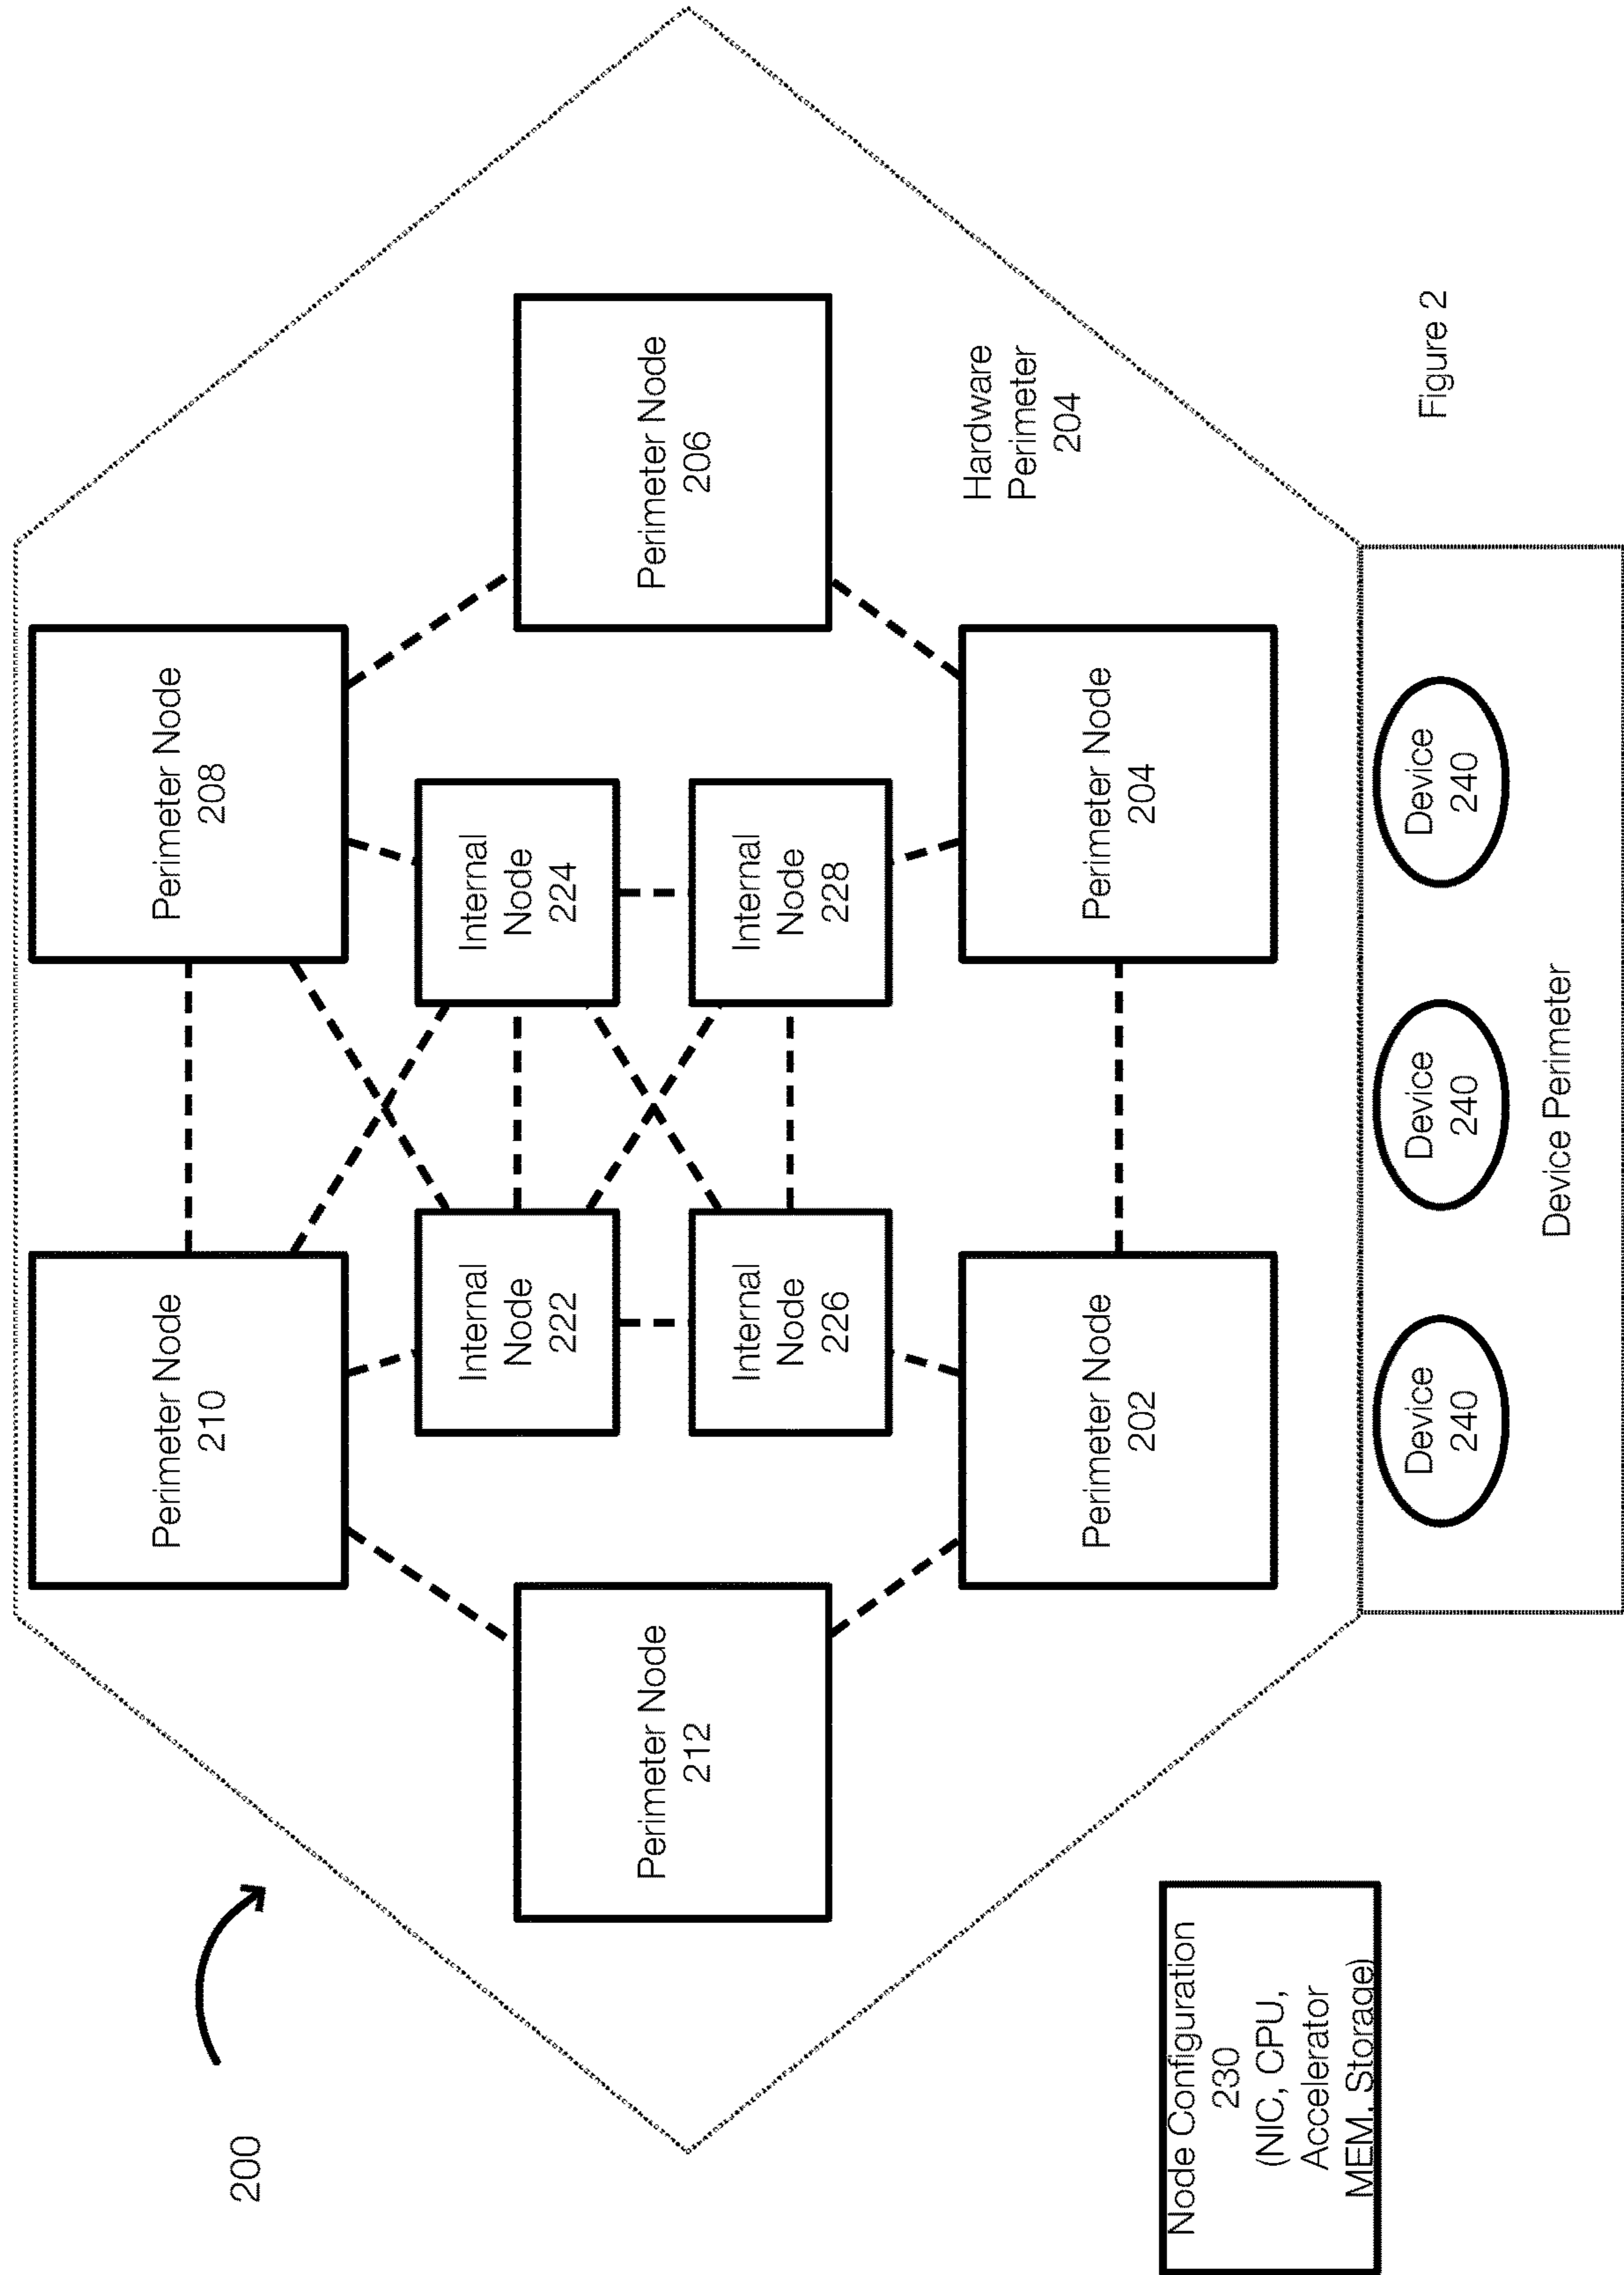 200
Perimeter Node
210
Perimeter Node
208
Perimeter Node
212
Internal
Node
222
Internal
Node
224
Perimeter Node
206
Internal
Node
226
Internal
Node
228
Perimeter Node
202
Perimeter Node
204
Hardware
Perimeter
204
Node Configuration
230
(NIC, CPU,
Accelerator
MEM, Storage)
Device
240
Device
240
Device
240
Device Perimeter
Figure 2